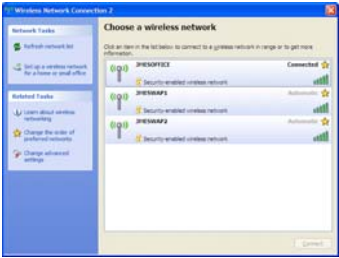 Wireless Network Connection 2
Network Tasks
Refresh network list
Set up a wireless network
for a home or small office
Related Tasks
Learn about wireless
networking
Change the order of
preferred networks
Change advanced
settings
Choose a wireless network
Click an item in the list below to connect to a wireless network in range or to get more
information.
JMESOFFICE
Connected
Security-enabled wireless network
JMESWAP1
Automatic
Security-enabled wireless network
JMESWAP2
Automatic
Security-enabled wireless network
Connect